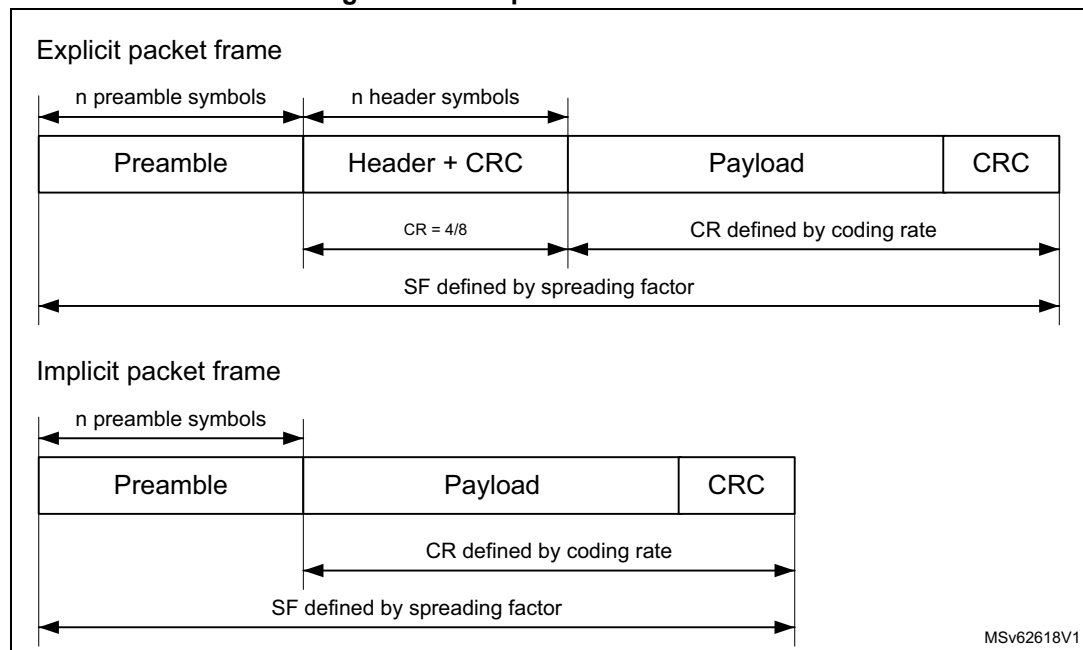 Explicit packet frame
n preamble symbols n header symbols
Preamble Header + CRC Payload CRC
CR = 4/8 CR defined by coding rate
SF defined by spreading factor
Implicit packet frame
n preamble symbols
Preamble Payload CRC
CR defined by coding rate
SF defined by spreading factor
MSv62618V1